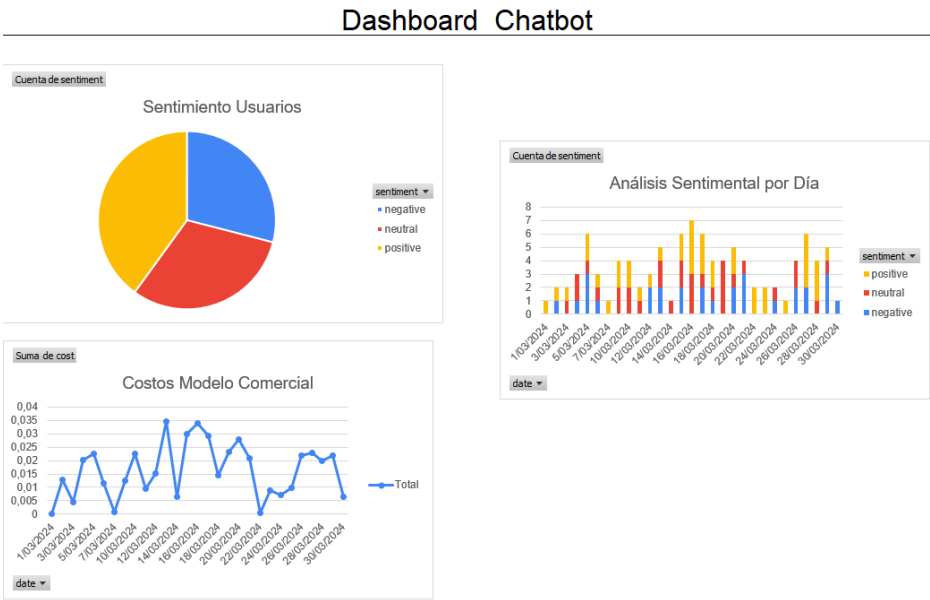 Dashboard Chatbot
Cuenta de sentiment
Sentimiento Usuarios
sentiment
negative
neutral
positive
Cuenta de sentiment
Análisis Sentimental por Día
8
7
6
5
4
3
2
1
0
1/03/2024
3/03/2024
5/03/2024
7/03/2024
10/03/2024
12/03/2024
14/03/2024
16/03/2024
18/03/2024
20/03/2024
22/03/2024
24/03/2024
26/03/2024
28/03/2024
30/03/2024
sentiment
positive
neutral
negative
date
Suma de cost
Costos Modelo Comercial
0,04
0,035
0,03
0,025
0,02
0,015
0,01
0,005
0
1/03/2024
3/03/2024
5/03/2024
7/03/2024
10/03/2024
12/03/2024
14/03/2024
16/03/2024
18/03/2024
20/03/2024
22/03/2024
24/03/2024
26/03/2024
28/03/2024
30/03/2024
Total
date